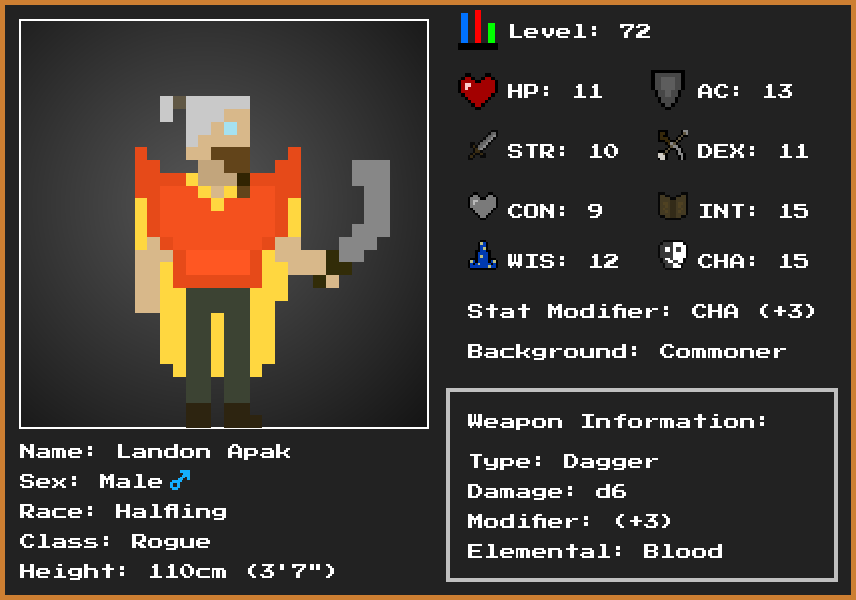 Level: 72
HP: 11
AC: 13
STR: 10
DEX: 11
CON: 9
INT: 15
WIS: 12
CHA: 15
Stat Modifier: CHA (+3)
Background: Commoner
Weapon Information:
Type: Dagger
Damage: d6
Modifier: (+3)
Elemental: Blood
Name: Landon Apak
Sex: Male ♂
Race: Halfling
Class: Rogue
Height: 110cm (3'7")